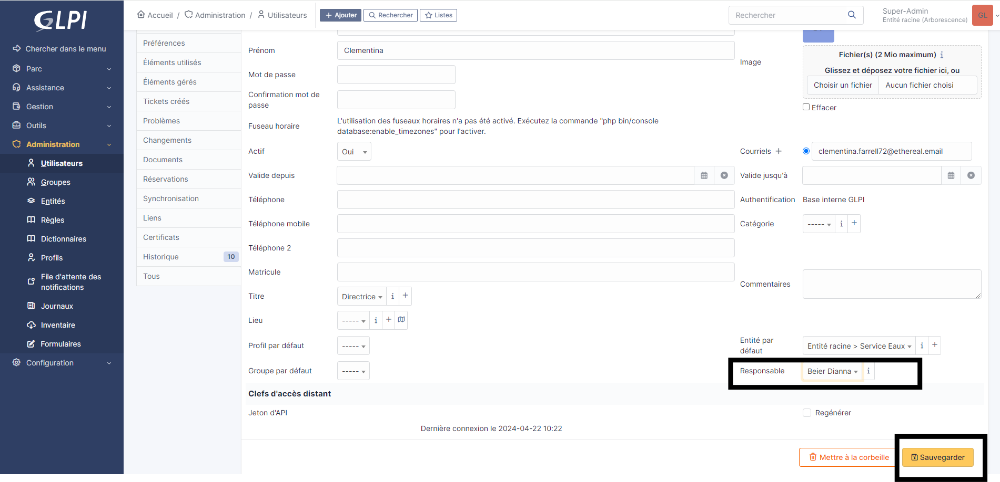 GLPI
Accueil / Administration / Utilisateurs
Ajouter
Rechercher
Listes
Rechercher
Super-Admin
Entité racine (Arborescence)
GL
Chercher dans le menu
Parc
Assistance
Gestion
Outils
Administration
Utilisateurs
Groupes
Entités
Règles
Dictionnaires
Profils
File d'attente des
notifications
Journaux
Inventaire
Formulaires
Configuration
Préférences
Éléments utilisés
Éléments gérés
Tickets créés
Problèmes
Changements
Documents
Réservations
Synchronisation
Liens
Certificats
Historique 10
Tous
Prénom Clementina
Image
Fichier(s) (2 Mio maximum) i
Glissez et déposez votre fichier ici, ou
Choisir un fichier Aucun fichier choisi
Effacer
Mot de passe
Confirmation mot de
passe
Fuseau horaire
L'utilisation des fuseaux horaires n'a pas été activé. Exécutez la commande "php bin/console
database:enable_timezones" pour l'activer.
Actif Oui
Courriels + clementina.farrell72@ethereal.email
Valide depuis
Valide jusqu'à
Téléphone
Authentification Base interne GLPI
Téléphone mobile
Catégorie ----- i +
Téléphone 2
Matricule
Commentaires
Titre Directrice i +
Lieu ----- i +
Profil par défaut -----
Entité par
défaut
Entité racine > Service Eaux i +
Groupe par défaut -----
Responsable Beier Dianna i
Clefs d'accès distant
Jeton d'API
Regénérer
Dernière connexion le 2024-04-22 10:22
Mettre à la corbeille
Sauvegarder